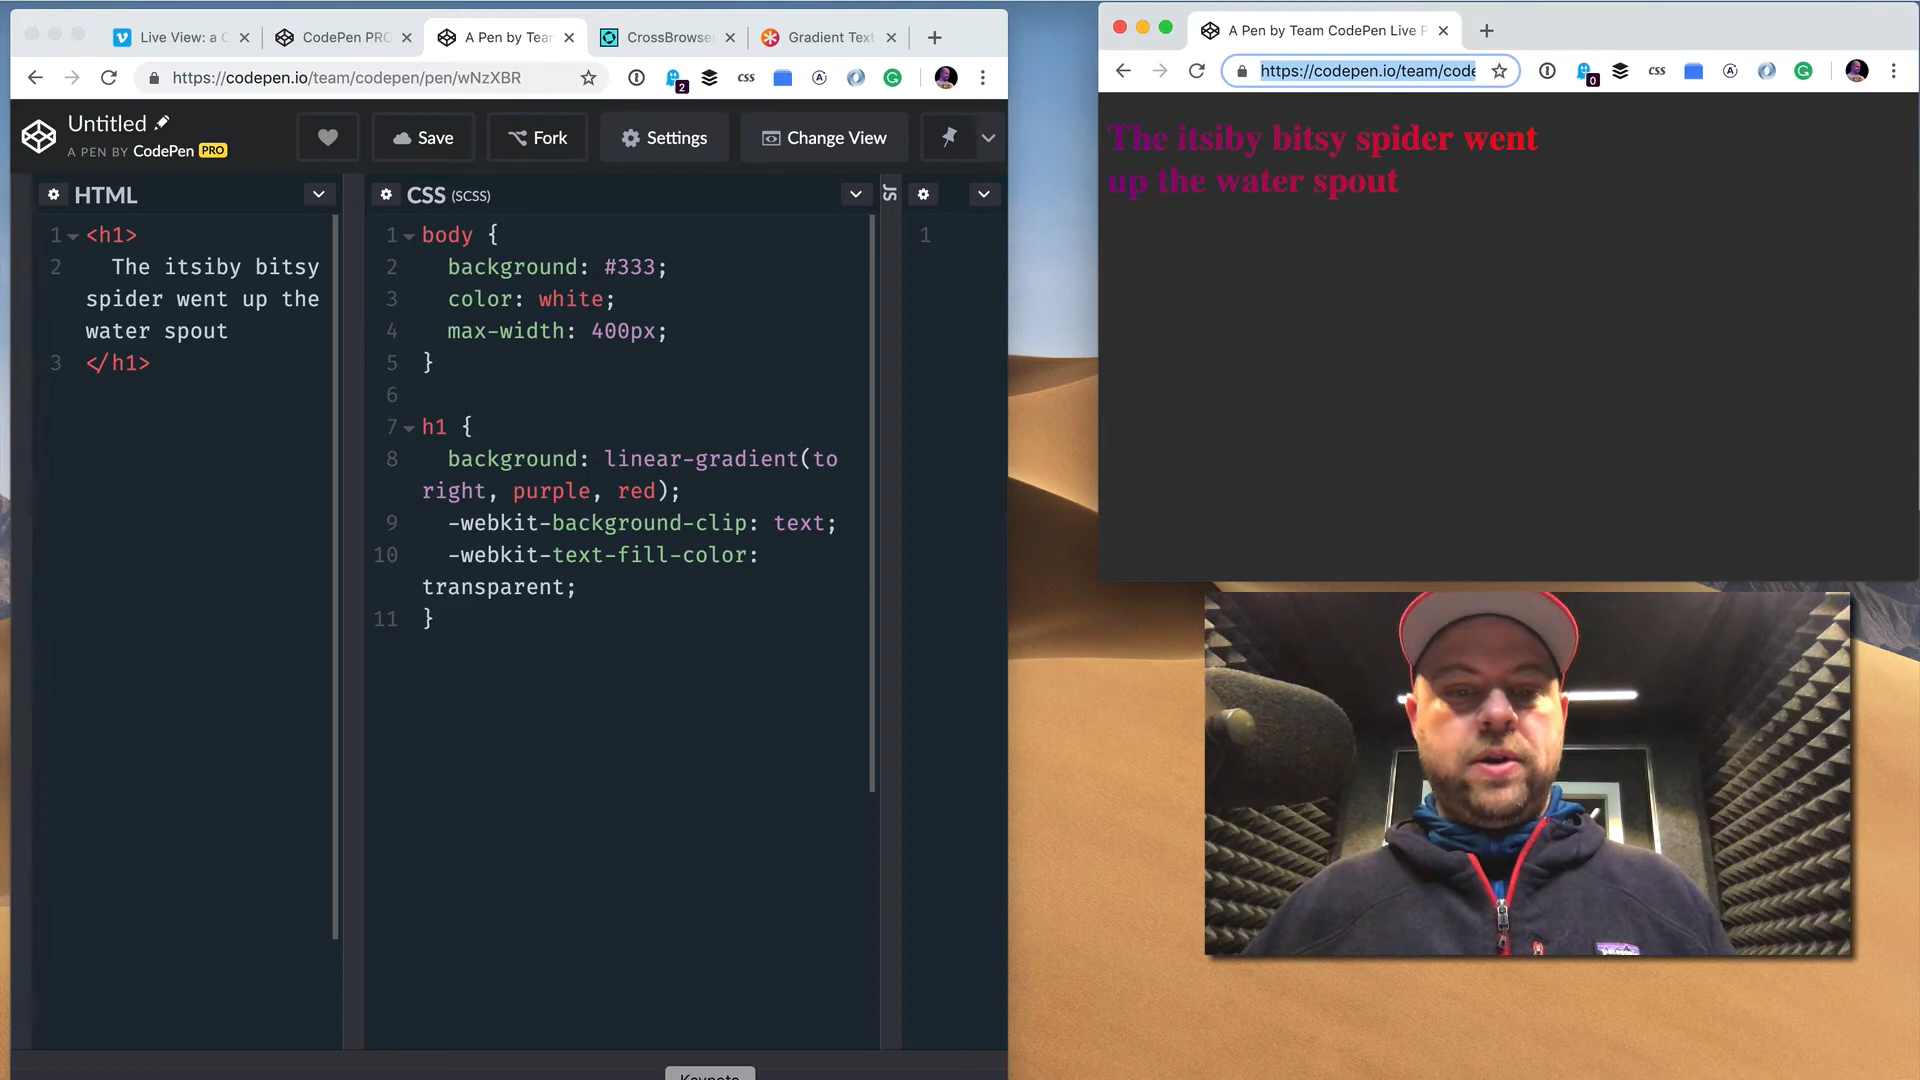 Live View: a C
CodePen PRO
A Pen by Tear
CrossBrowse
Gradient Text
https://codepen.io/team/codepen/pen/wNzXBR
CSS
2
Untitled
A PEN BY CodePen PRO
Save
Fork
Settings
Change View
HTML
1 <h1>
2 The itsiby bitsy
spider went up the
water spout
3 </h1>
CSS (SCSS)
1 body {
2 background: #333;
3 color: white;
4 max-width: 400px;
5 }
6
7 h1 {
8 background: linear-gradient(to
right, purple, red);
9 -webkit-background-clip: text;
10 -webkit-text-fill-color:
transparent;
11 }
JS
1
A Pen by Team CodePen Live P
https://codepen.io/team/code
0
CSS
The itsiby bitsy spider went
up the water spout
Keynote